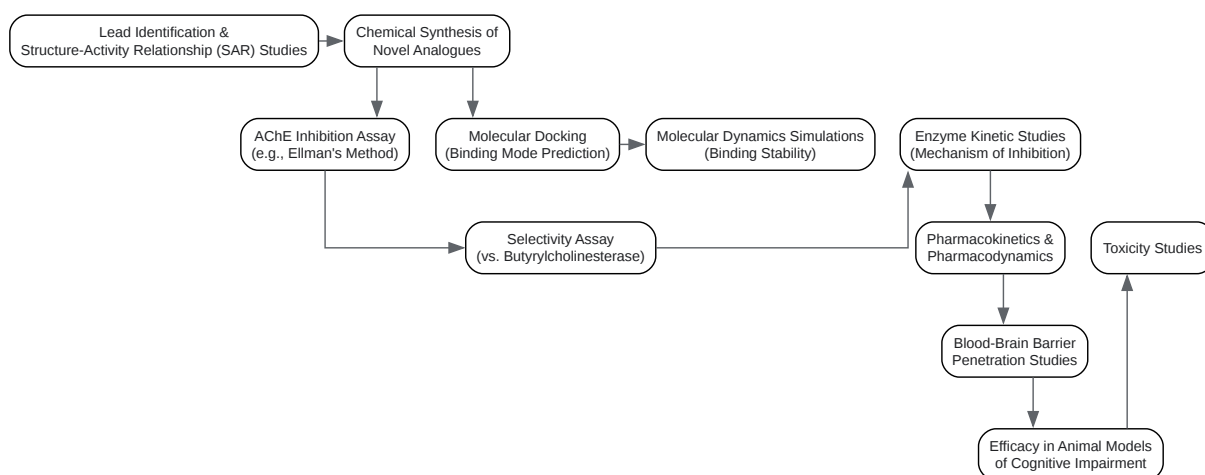 Lead Identification &
Structure-Activity Relationship (SAR) Studies
Chemical Synthesis of
Novel Analogues
AChE Inhibition Assay
(e.g., Ellman's Method)
Molecular Docking
(Binding Mode Prediction)
Molecular Dynamics Simulations
(Binding Stability)
Enzyme Kinetic Studies
(Mechanism of Inhibition)
Selectivity Assay
(vs. Butyrylcholinesterase)
Pharmacokinetics &
Pharmacodynamics
Toxicity Studies
Blood-Brain Barrier
Penetration Studies
Efficacy in Animal Models
of Cognitive Impairment